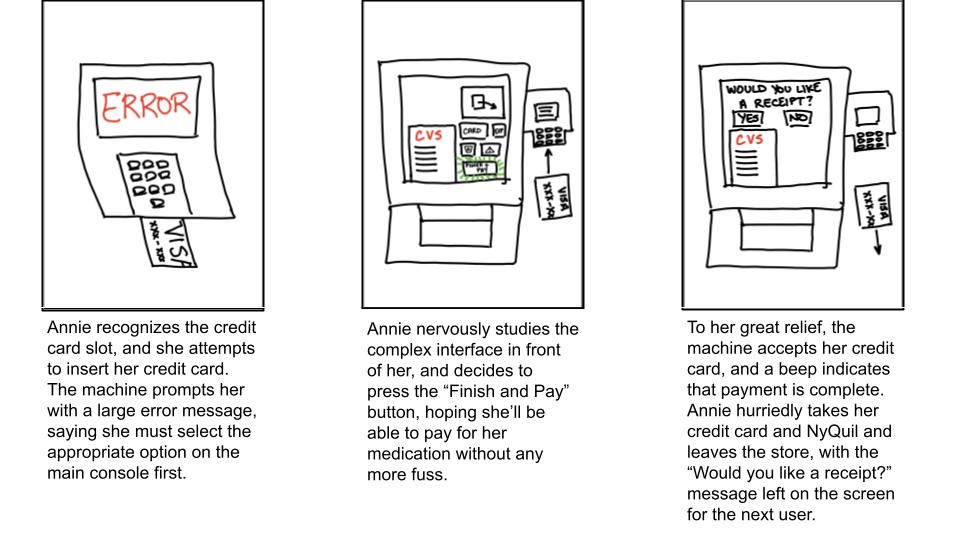 ERROR
VISA
XXX-XXX
Annie recognizes the credit
card slot, and she attempts
to insert her credit card.
The machine prompts her
with a large error message,
saying she must select the
appropriate option on the
main console first.
CVS
CARD
FINISH +
PAY
VISA
XXX-XX
Annie nervously studies the
complex interface in front
of her, and decides to
press the “Finish and Pay”
button, hoping she’ll be
able to pay for her
medication without any
more fuss.
WOULD YOU LIKE
A RECEIPT?
YES NO
CVS
VISA
XXX-XX
To her great relief, the
machine accepts her credit
card, and a beep indicates
that payment is complete.
Annie hurriedly takes her
credit card and NyQuil and
leaves the store, with the
“Would you like a receipt?”
message left on the screen
for the next user.